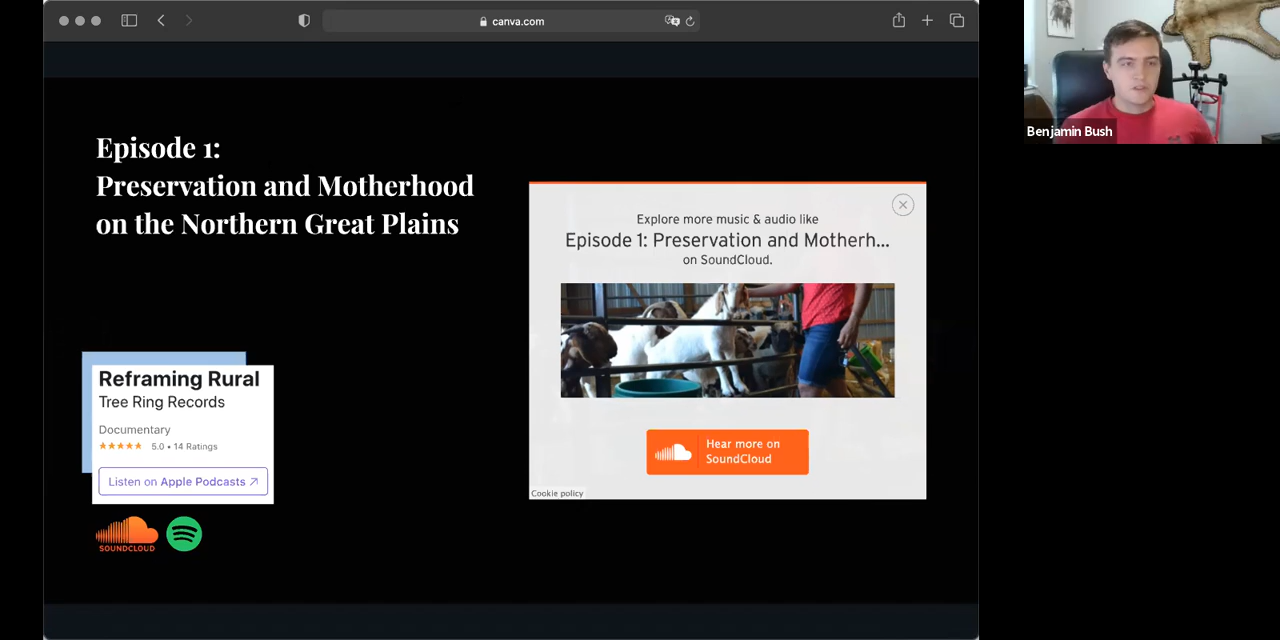 canva.com
Episode 1:
Preservation and Motherhood
on the Northern Great Plains
Explore more music & audio like
Episode 1: Preservation and Motherh...
on SoundCloud.
Hear more on
SoundCloud
Cookie policy
Reframing Rural
Tree Ring Records
Documentary
★★★★★ 5.0 • 14 Ratings
Listen on Apple Podcasts ↗
SOUNDCLOUD
Benjamin Bush